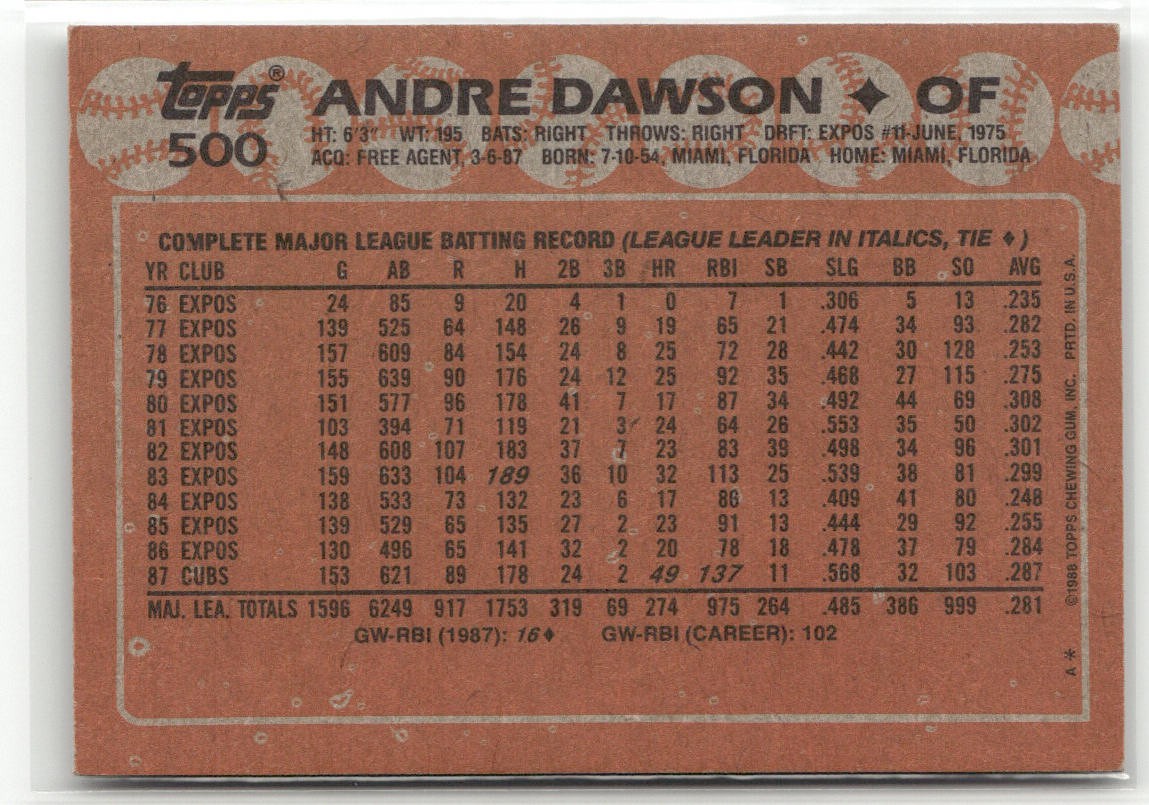 topps® ANDRE DAWSON ♦ OF
500 HT: 6'3" WT: 195 BATS: RIGHT THROWS: RIGHT DRFT: EXPOS #11-JUNE, 1975
ACQ: FREE AGENT, 3-6-87 BORN: 7-10-54, MIAMI, FLORIDA HOME: MIAMI, FLORIDA
COMPLETE MAJOR LEAGUE BATTING RECORD (LEAGUE LEADER IN ITALICS, TIE ♦)
YR CLUB G AB R H 2B 3B HR RBI SB SLG BB SO AVG
76 EXPOS 24 85 9 20 4 1 0 7 1 .306 5 13 .235
77 EXPOS 139 525 64 148 26 9 19 65 21 .474 34 93 .282
78 EXPOS 157 609 84 154 24 8 25 72 28 .442 30 128 .253
79 EXPOS 155 639 90 176 24 12 25 92 35 .468 27 115 .275
80 EXPOS 151 577 96 178 41 7 17 87 34 .492 44 69 .308
81 EXPOS 103 394 71 119 21 3 24 64 26 .553 35 50 .302
82 EXPOS 148 608 107 183 37 7 23 83 39 .498 34 96 .301
83 EXPOS 159 633 104 189 36 10 32 113 25 .539 38 81 .299
84 EXPOS 138 533 73 132 23 6 17 86 13 .409 41 80 .248
85 EXPOS 139 529 65 135 27 2 23 91 13 .444 29 92 .255
86 EXPOS 130 496 65 141 32 2 20 78 18 .478 37 79 .284
87 CUBS 153 621 89 178 24 2 49 137 11 .568 32 103 .287
MAJ. LEA. TOTALS 1596 6249 917 1753 319 69 274 975 264 .485 386 999 .281
GW-RBI (1987): 16♦ GW-RBI (CAREER): 102
A * ©1988 TOPPS CHEWING GUM, INC. PRTD. IN U.S.A.